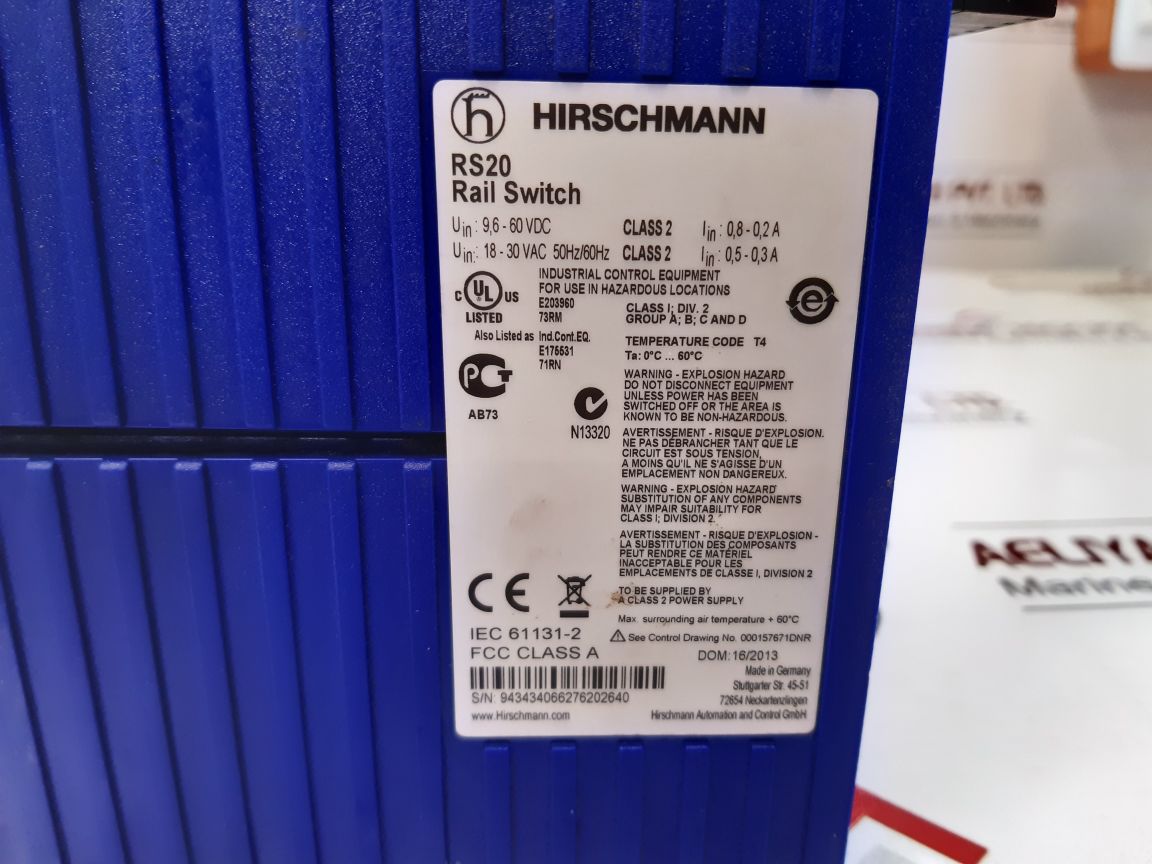 HIRSCHMANN
RS20
Rail Switch
Uin: 9,6 - 60 VDC CLASS 2 Iin: 0,8 - 0,2 A
Uin: 18 - 30 VAC 50Hz/60Hz CLASS 2 Iin: 0,5 - 0,3 A
INDUSTRIAL CONTROL EQUIPMENT
FOR USE IN HAZARDOUS LOCATIONS
C UL US
LISTED
E203960
73RM
CLASS I; DIV. 2
GROUP A; B; C AND D
Also Listed as Ind.Cont.EQ.
E175531
71RN
TEMPERATURE CODE T4
Ta: 0°C ... 60°C
AB73
N13320
WARNING - EXPLOSION HAZARD
DO NOT DISCONNECT EQUIPMENT
UNLESS POWER HAS BEEN
SWITCHED OFF OR THE AREA IS
KNOWN TO BE NON-HAZARDOUS.
AVERTISSEMENT - RISQUE D'EXPLOSION.
NE PAS DÉBRANCHER TANT QUE LE
CIRCUIT EST SOUS TENSION,
A MOINS QU'IL NE S'AGISSE D'UN
EMPLACEMENT NON DANGEREUX.
WARNING - EXPLOSION HAZARD
SUBSTITUTION OF ANY COMPONENTS
MAY IMPAIR SUITABILITY FOR
CLASS I; DIVISION 2.
AVERTISSEMENT - RISQUE D'EXPLOSION -
LA SUBSTITUTION DES COMPOSANTS
PEUT RENDRE CE MATERIEL
INACCEPTABLE POUR LES
EMPLACEMENTS DE CLASSE I, DIVISION 2
TO BE SUPPLIED BY
A CLASS 2 POWER SUPPLY
CE
Max. surrounding air temperature + 60°C
IEC 61131-2
See Control Drawing No. 000157671DNR
FCC CLASS A
DOM: 16/2013
Made in Germany
Stuttgarter Str. 45-51
S/N: 943434066276202640
72654 Neckartenzlingen
www.Hirschmann.com
Hirschmann Automation and Control GmbH
AELIYA
Marine